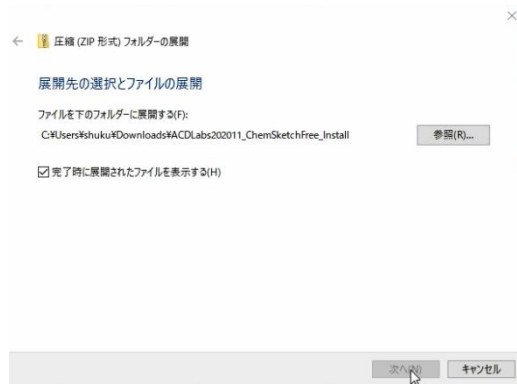 圧縮 (ZIP 形式) フォルダーの展開
展開先の選択とファイルの展開
ファイルを下のフォルダーに展開する(F):
C:¥Users¥shuku¥Downloads¥ACDLabs202011_ChemSketchFree_Install
参照(R)...
完了時に展開されたファイルを表示する(H)
次へ(N)
キャンセル